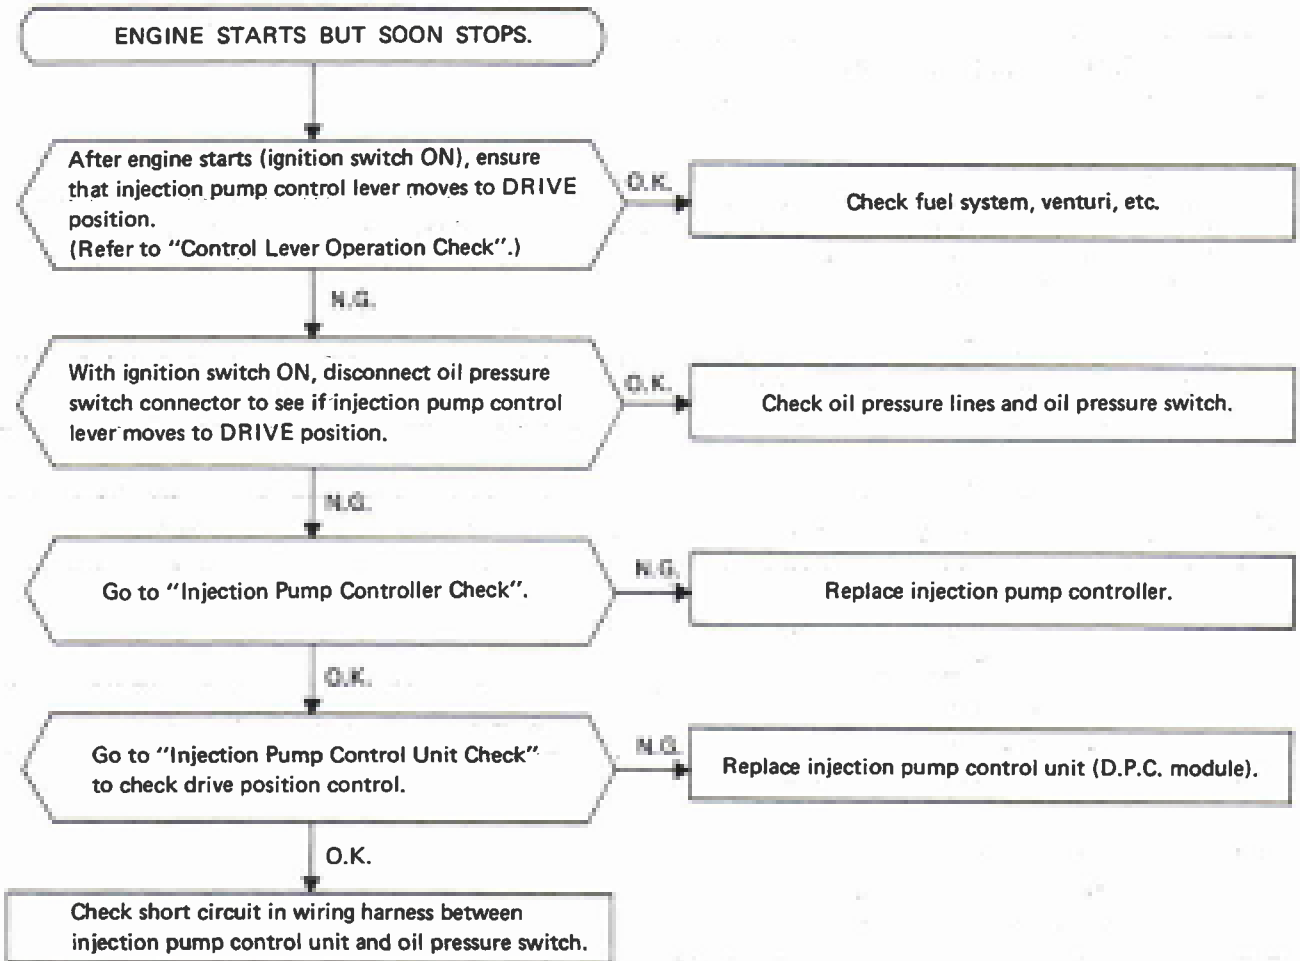 ENGINE STARTS BUT SOON STOPS.
After engine starts (ignition switch ON), ensure
that injection pump control lever moves to DRIVE
position.
(Refer to "Control Lever Operation Check".)
O.K.
Check fuel system, venturi, etc.
N.G.
With ignition switch ON, disconnect oil pressure
switch connector to see if injection pump control
lever moves to DRIVE position.
O.K.
Check oil pressure lines and oil pressure switch.
N.G.
Go to "Injection Pump Controller Check".
N.G.
Replace injection pump controller.
O.K.
Go to "Injection Pump Control Unit Check"
to check drive position control.
N.G.
Replace injection pump control unit (D.P.C. module).
O.K.
Check short circuit in wiring harness between
injection pump control unit and oil pressure switch.